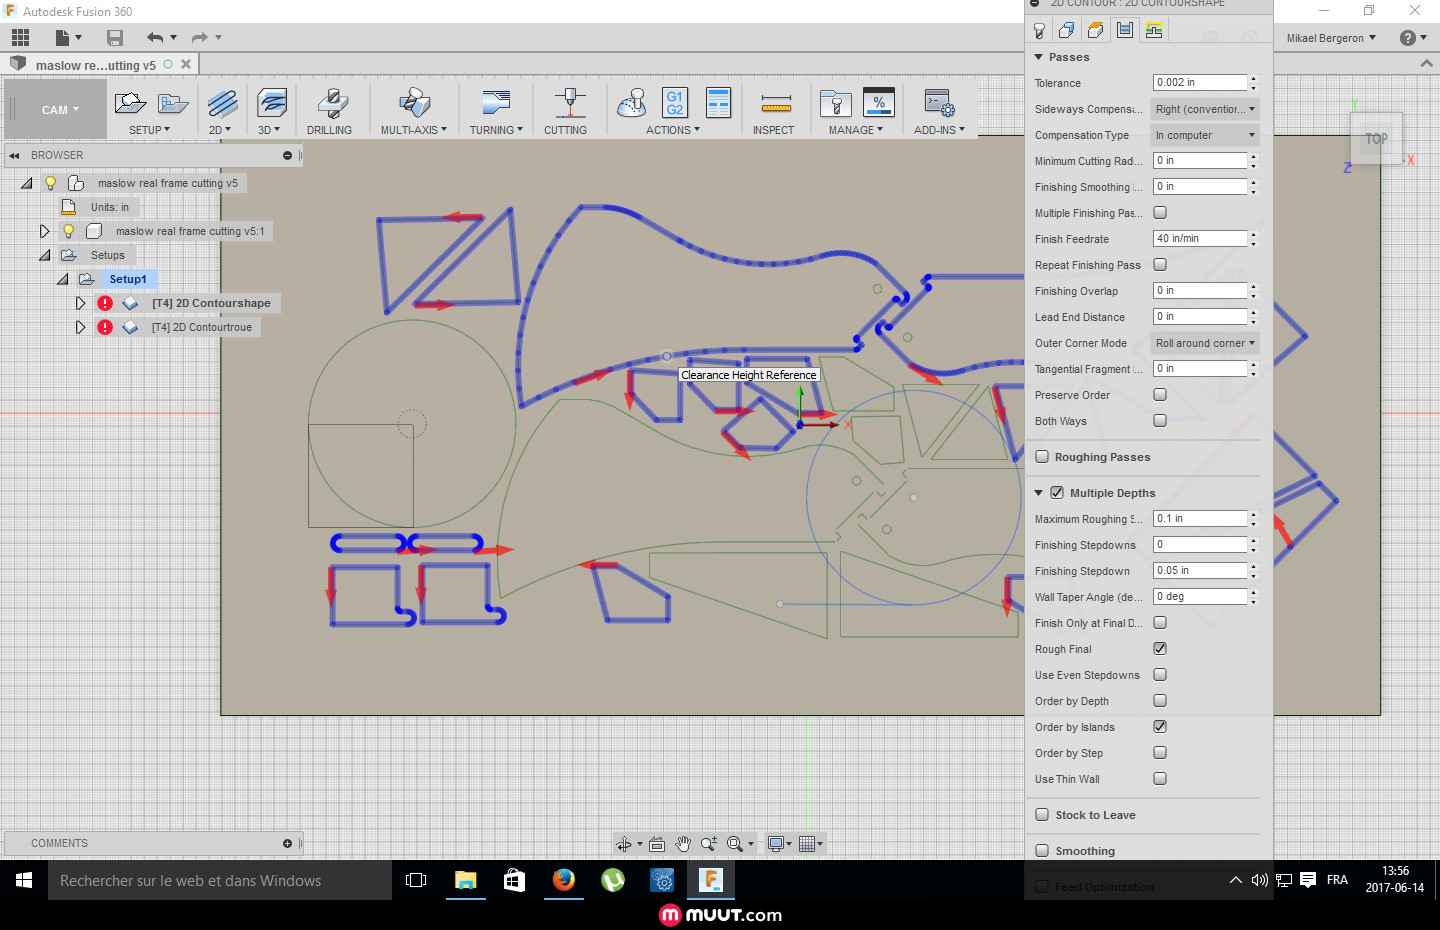 Autodesk Fusion 360
2D CONTOUR : 2D CONTOURSHAPE
Mikael Bergeron
maslow re...utting v5
CAM
SETUP
2D
3D
DRILLING
MULTI-AXIS
TURNING
CUTTING
G1
G2
ACTIONS
INSPECT
MANAGE
ADD-INS
BROWSER
maslow real frame cutting v5
Units: in
maslow real frame cutting v5:1
Setups
Setup1
[T4] 2D Contourshape
[T4] 2D Contourtroue
Clearance Height Reference
X
Y
TOP
X
Z
Passes
Tolerance 0.002 in
Sideways Compens... Right (convention...
Compensation Type In computer
Minimum Cutting Rad... 0 in
Finishing Smoothing ... 0 in
Multiple Finishing Pas...
Finish Feedrate 40 in/min
Repeat Finishing Pass
Finishing Overlap 0 in
Lead End Distance 0 in
Outer Corner Mode Roll around corner
Tangential Fragment ... 0 in
Preserve Order
Both Ways
Roughing Passes
Multiple Depths
Maximum Roughing S... 0.1 in
Finishing Stepdowns 0
Finishing Stepdown 0.05 in
Wall Taper Angle (de... 0 deg
Finish Only at Final D...
Rough Final
Use Even Stepdowns
Order by Depth
Order by Islands
Order by Step
Use Thin Wall
Stock to Leave
Smoothing
Feed Optimization
COMMENTS
Rechercher sur le web et dans Windows
FRA
13:56
2017-06-14
m muut.com